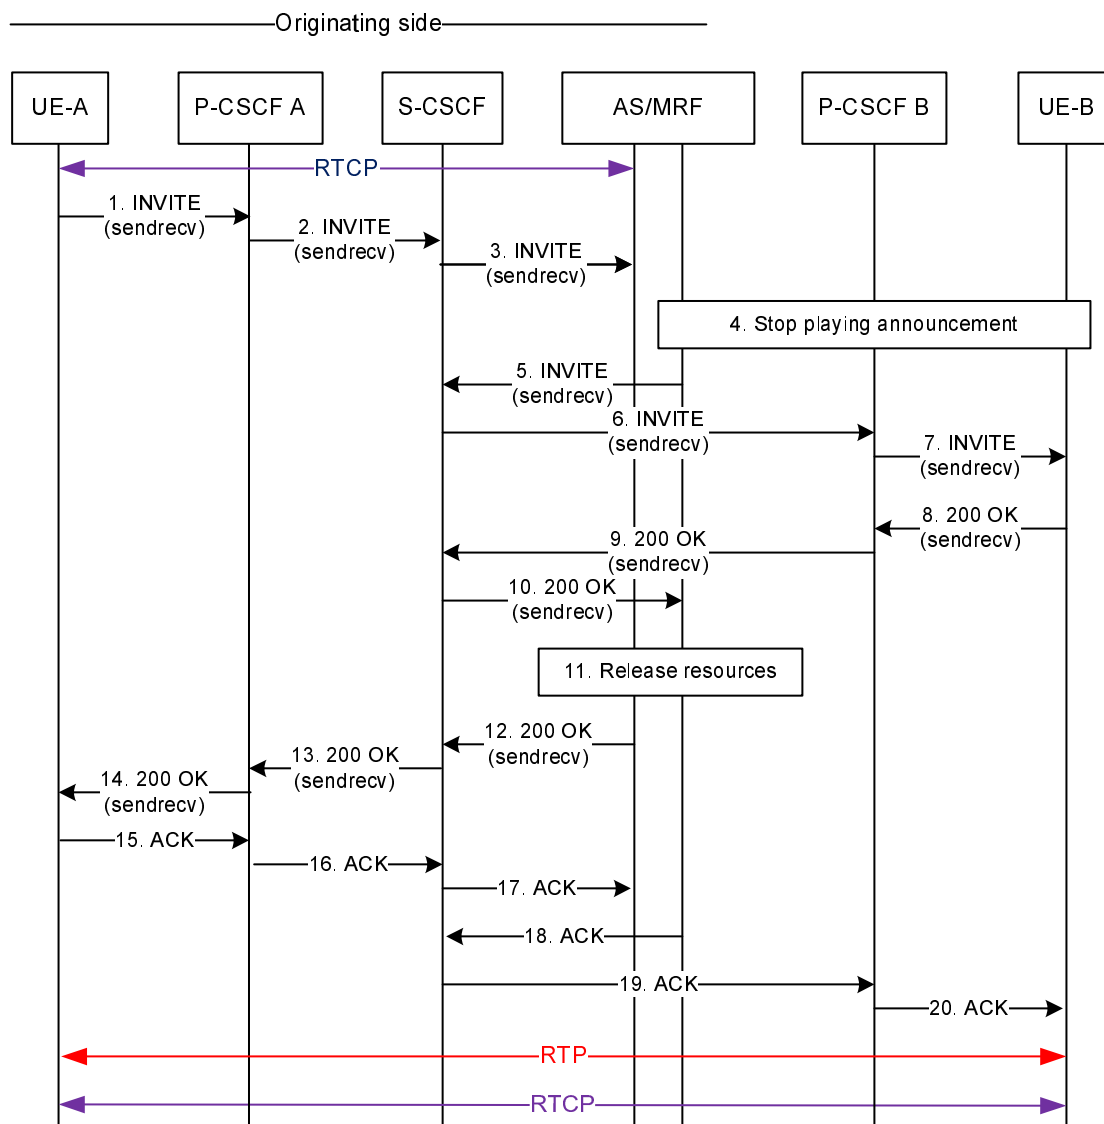 Originating side
UE-A
P-CSCF A
S-CSCF
AS/MRF
P-CSCF B
UE-B
RTCP
1. INVITE
(sendrecv)
2. INVITE
(sendrecv)
3. INVITE
(sendrecv)
4. Stop playing announcement
5. INVITE
(sendrecv)
6. INVITE
(sendrecv)
7. INVITE
(sendrecv)
8. 200 OK
(sendrecv)
9. 200 OK
(sendrecv)
10. 200 OK
(sendrecv)
11. Release resources
12. 200 OK
(sendrecv)
13. 200 OK
(sendrecv)
14. 200 OK
(sendrecv)
15. ACK
16. ACK
17. ACK
18. ACK
19. ACK
20. ACK
RTP
RTCP